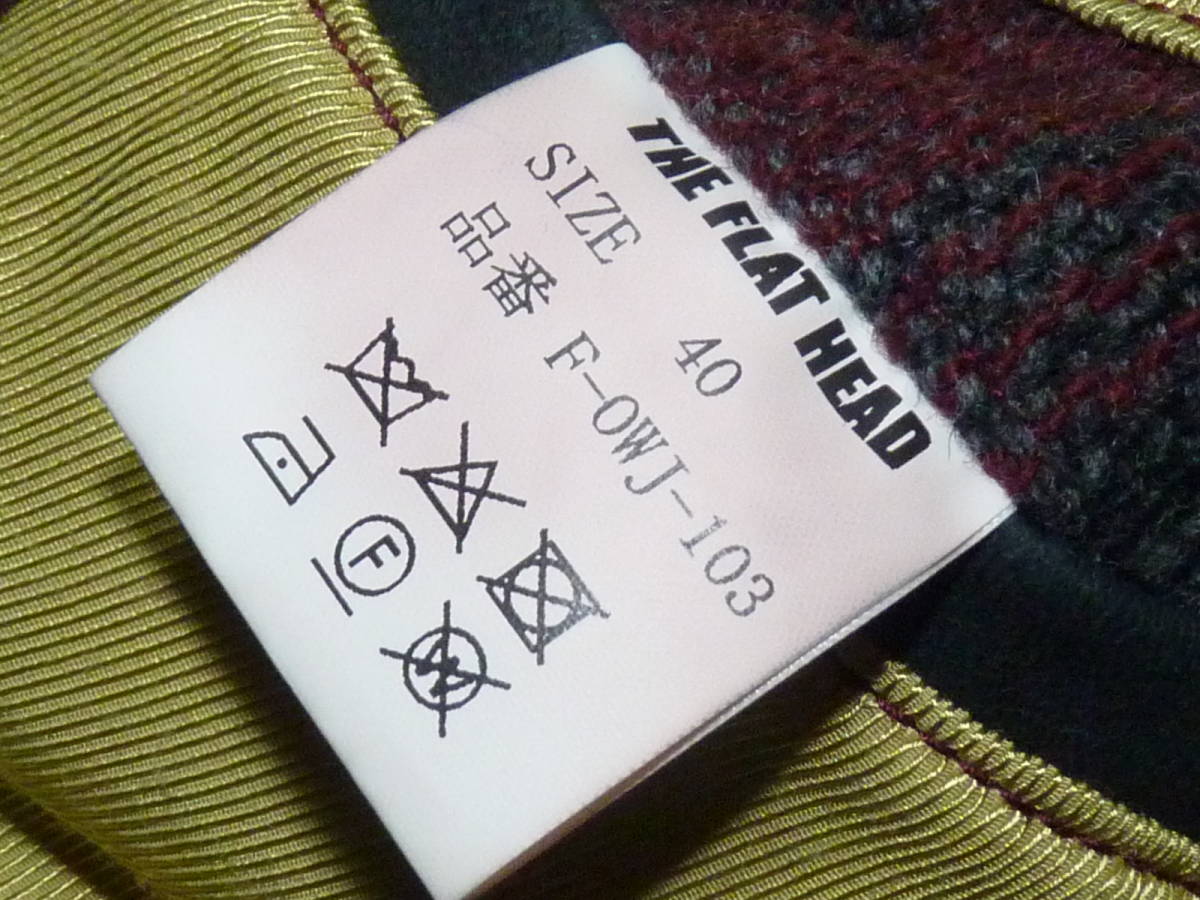 THE FLAT HEAD
SIZE 40
品番 F-OWJ-103
F
W